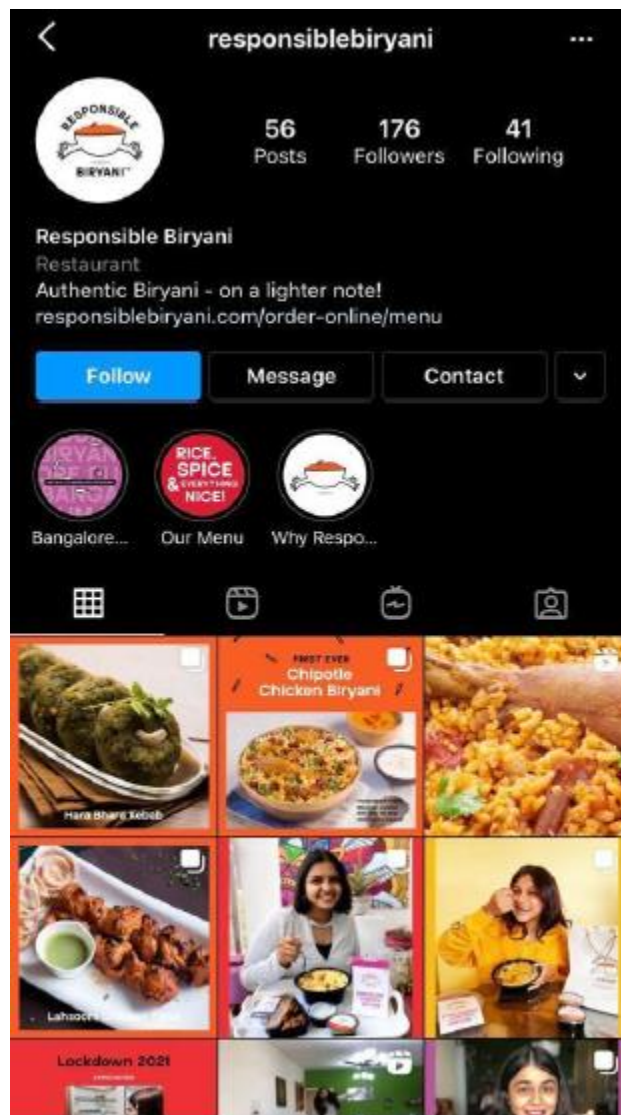 responsiblebiryani
RESPONSIBLE
BIRYANI
56 176 41
Posts Followers Following
Responsible Biryani
Restaurant
Authentic Biryani - on a lighter note!
responsiblebiryani.com/order-online/menu
Follow Message Contact
RICE,
SPICE
& EVERYTHING
NICE!
Bangalore... Our Menu Why Respo...
FIRST EVER
Chipotle
Chicken Biryani
Hara Bhara Kebab
Lockdown 2021